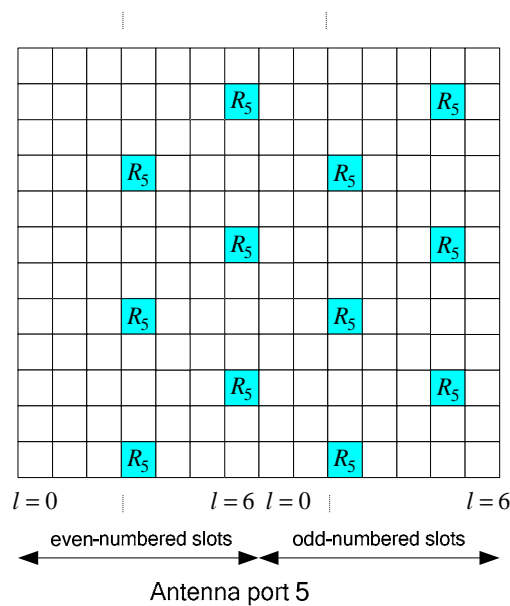 R5 R5
R5 R5
R5 R5
R5 R5
R5 R5
R5 R5
l = 0 l = 6 l = 0 l = 6
even-numbered slots odd-numbered slots
Antenna port 5